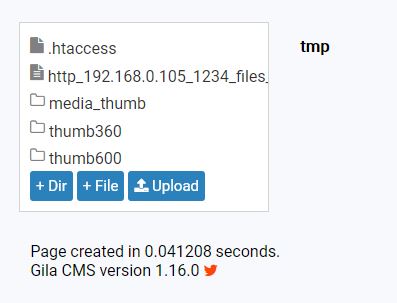 .htaccess
tmp
http_192.168.0.105_1234_files_
media_thumb
thumb360
thumb600
+ Dir + File Upload
Page created in 0.041208 seconds.
Gila CMS version 1.16.0